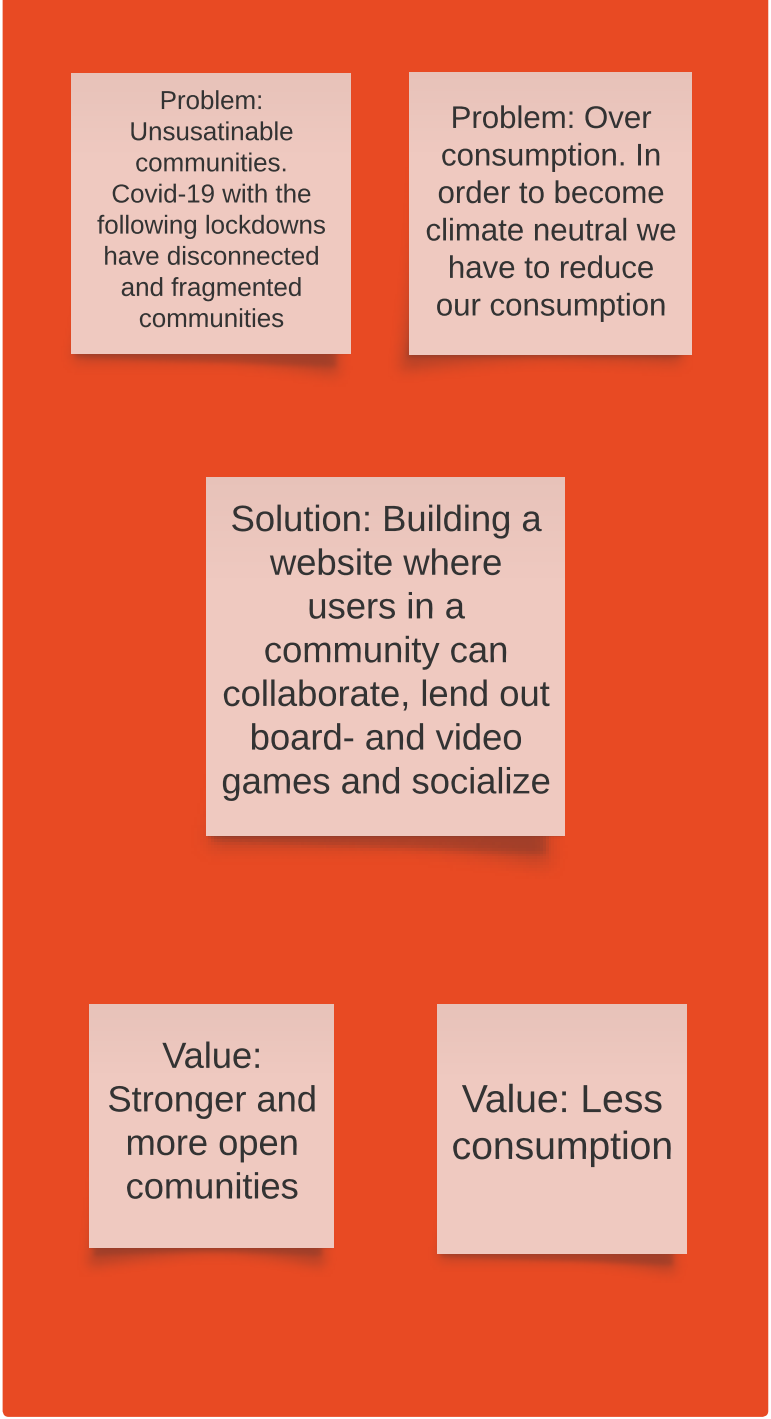 Problem:
Unsusatinable
communities.
Covid-19 with the
following lockdowns
have disconnected
and fragmented
communities
Problem: Over
consumption. In
order to become
climate neutral we
have to reduce
our consumption
Solution: Building a
website where
users in a
community can
collaborate, lend out
board- and video
games and socialize
Value:
Stronger and
more open
comunities
Value: Less
consumption